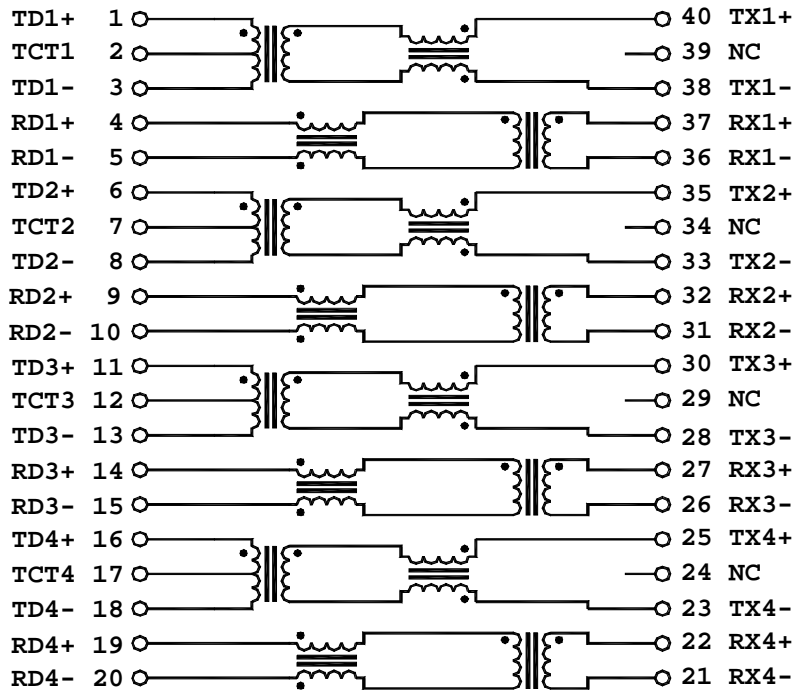 TD1+ 1 40 TX1+
TCT1 2 39 NC
TD1- 3 38 TX1-
RD1+ 4 37 RX1+
RD1- 5 36 RX1-
TD2+ 6 35 TX2+
TCT2 7 34 NC
TD2- 8 33 TX2-
RD2+ 9 32 RX2+
RD2- 10 31 RX2-
TD3+ 11 30 TX3+
TCT3 12 29 NC
TD3- 13 28 TX3-
RD3+ 14 27 RX3+
RD3- 15 26 RX3-
TD4+ 16 25 TX4+
TCT4 17 24 NC
TD4- 18 23 TX4-
RD4+ 19 22 RX4+
RD4- 20 21 RX4-